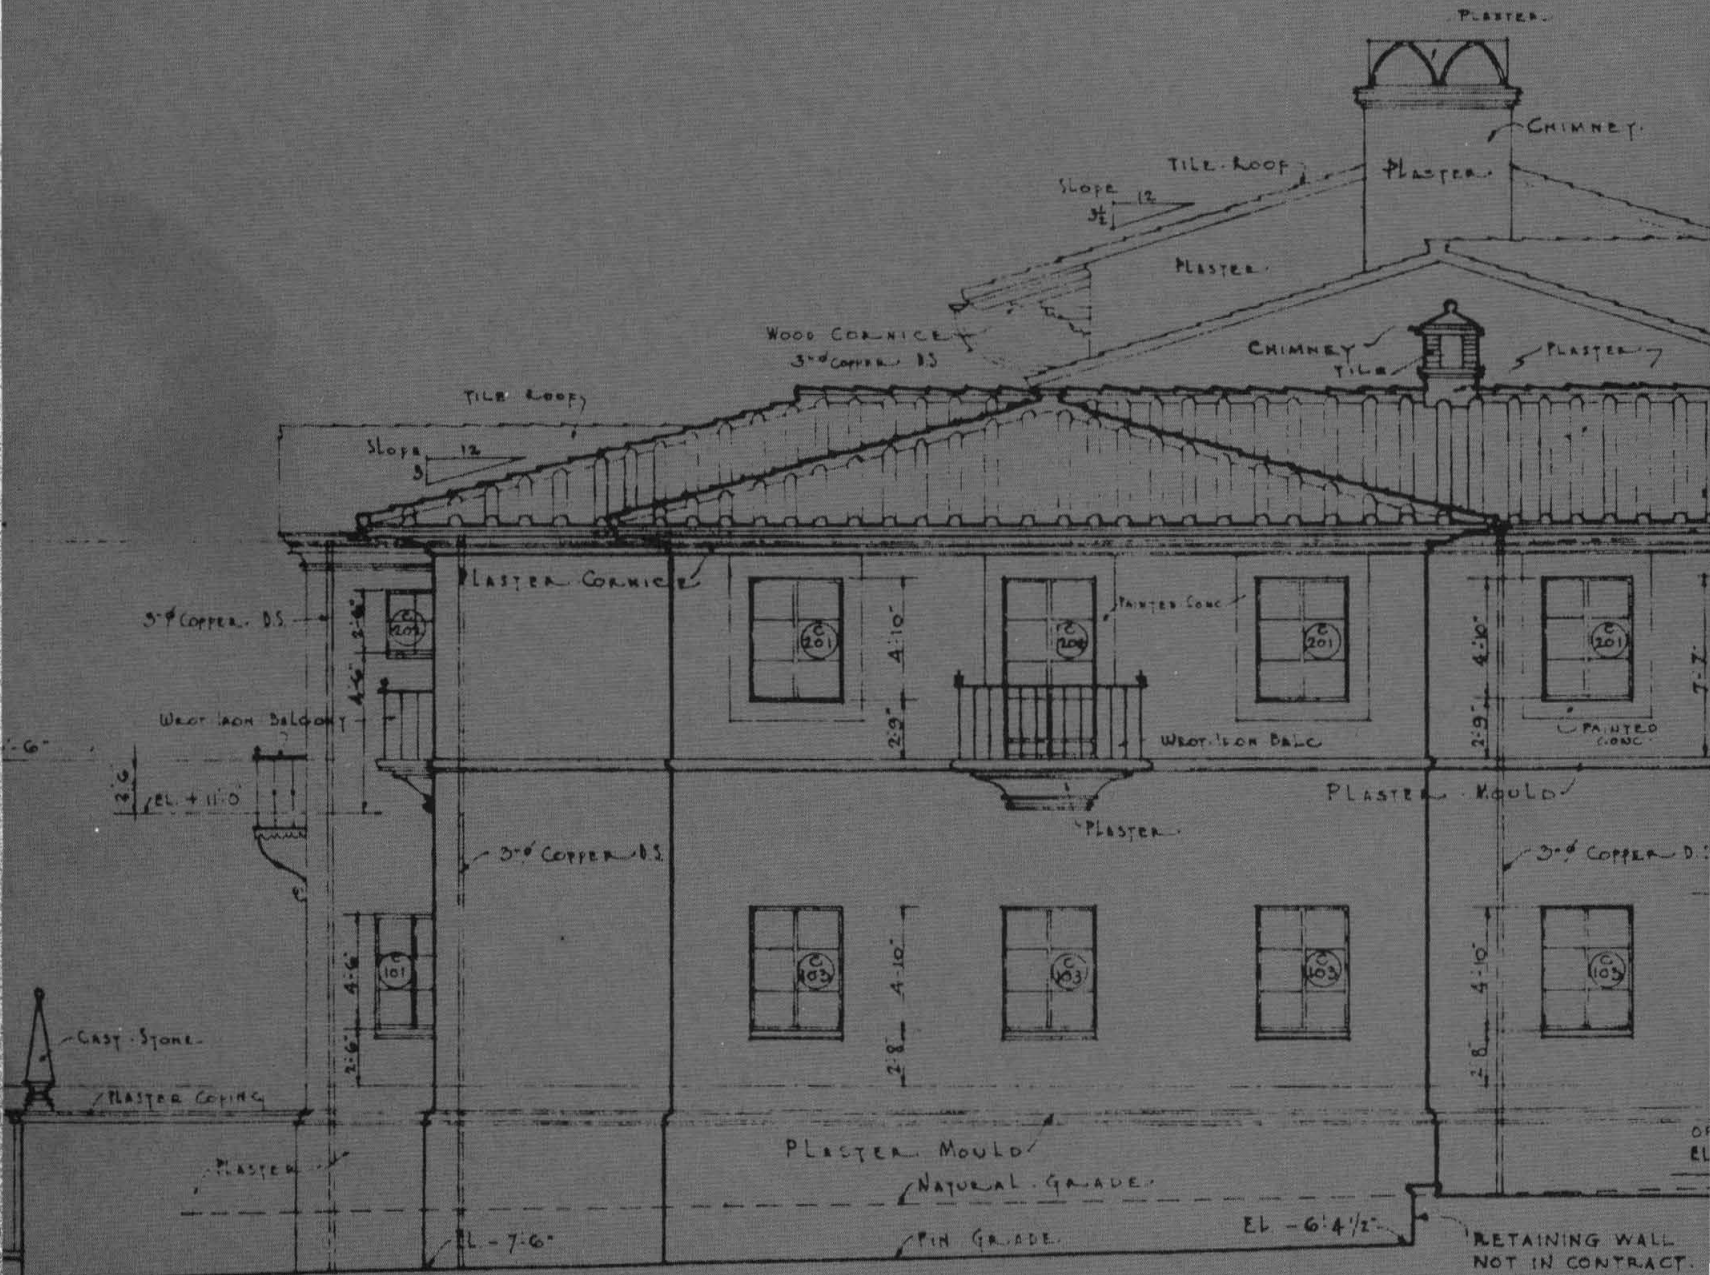 PLASTER.
CHIMNEY.
TILE ROOF
PLASTER.
SLOPE
12
3½
PLASTER.
WOOD CORNICE
3"ø COPPER D.S
CHIMNEY
TILE
PLASTER
TILE ROOF
SLOPE
12
3
PLASTER CORNICE
3"ø COPPER D.S.
2'-6"
4'-6"
C
201
4'-10"
2'-9"
PAINTED CONC
C
204
C
201
4'-10"
2'-9"
C
201
7'-7"
PAINTED
CONC
WROT-IRON BALCONY
WROT-IRON BALC
-6"
EL. + 11'-0"
PLASTER MOULD
PLASTER.
3"ø COPPER D.S.
3"ø COPPER D.S
4'-6"
2'-6"
C
101
C
103
4'-10"
2'-8"
C
103
C
103
4'-10"
2'-8"
C
103
CAST STONE
PLASTER COPING
PLASTER
PLASTER MOULD
NATURAL GRADE.
EL - 7'-6"
FIN GRADE.
EL - 6'-4 1/2"
RETAINING WALL
NOT IN CONTRACT.
EL